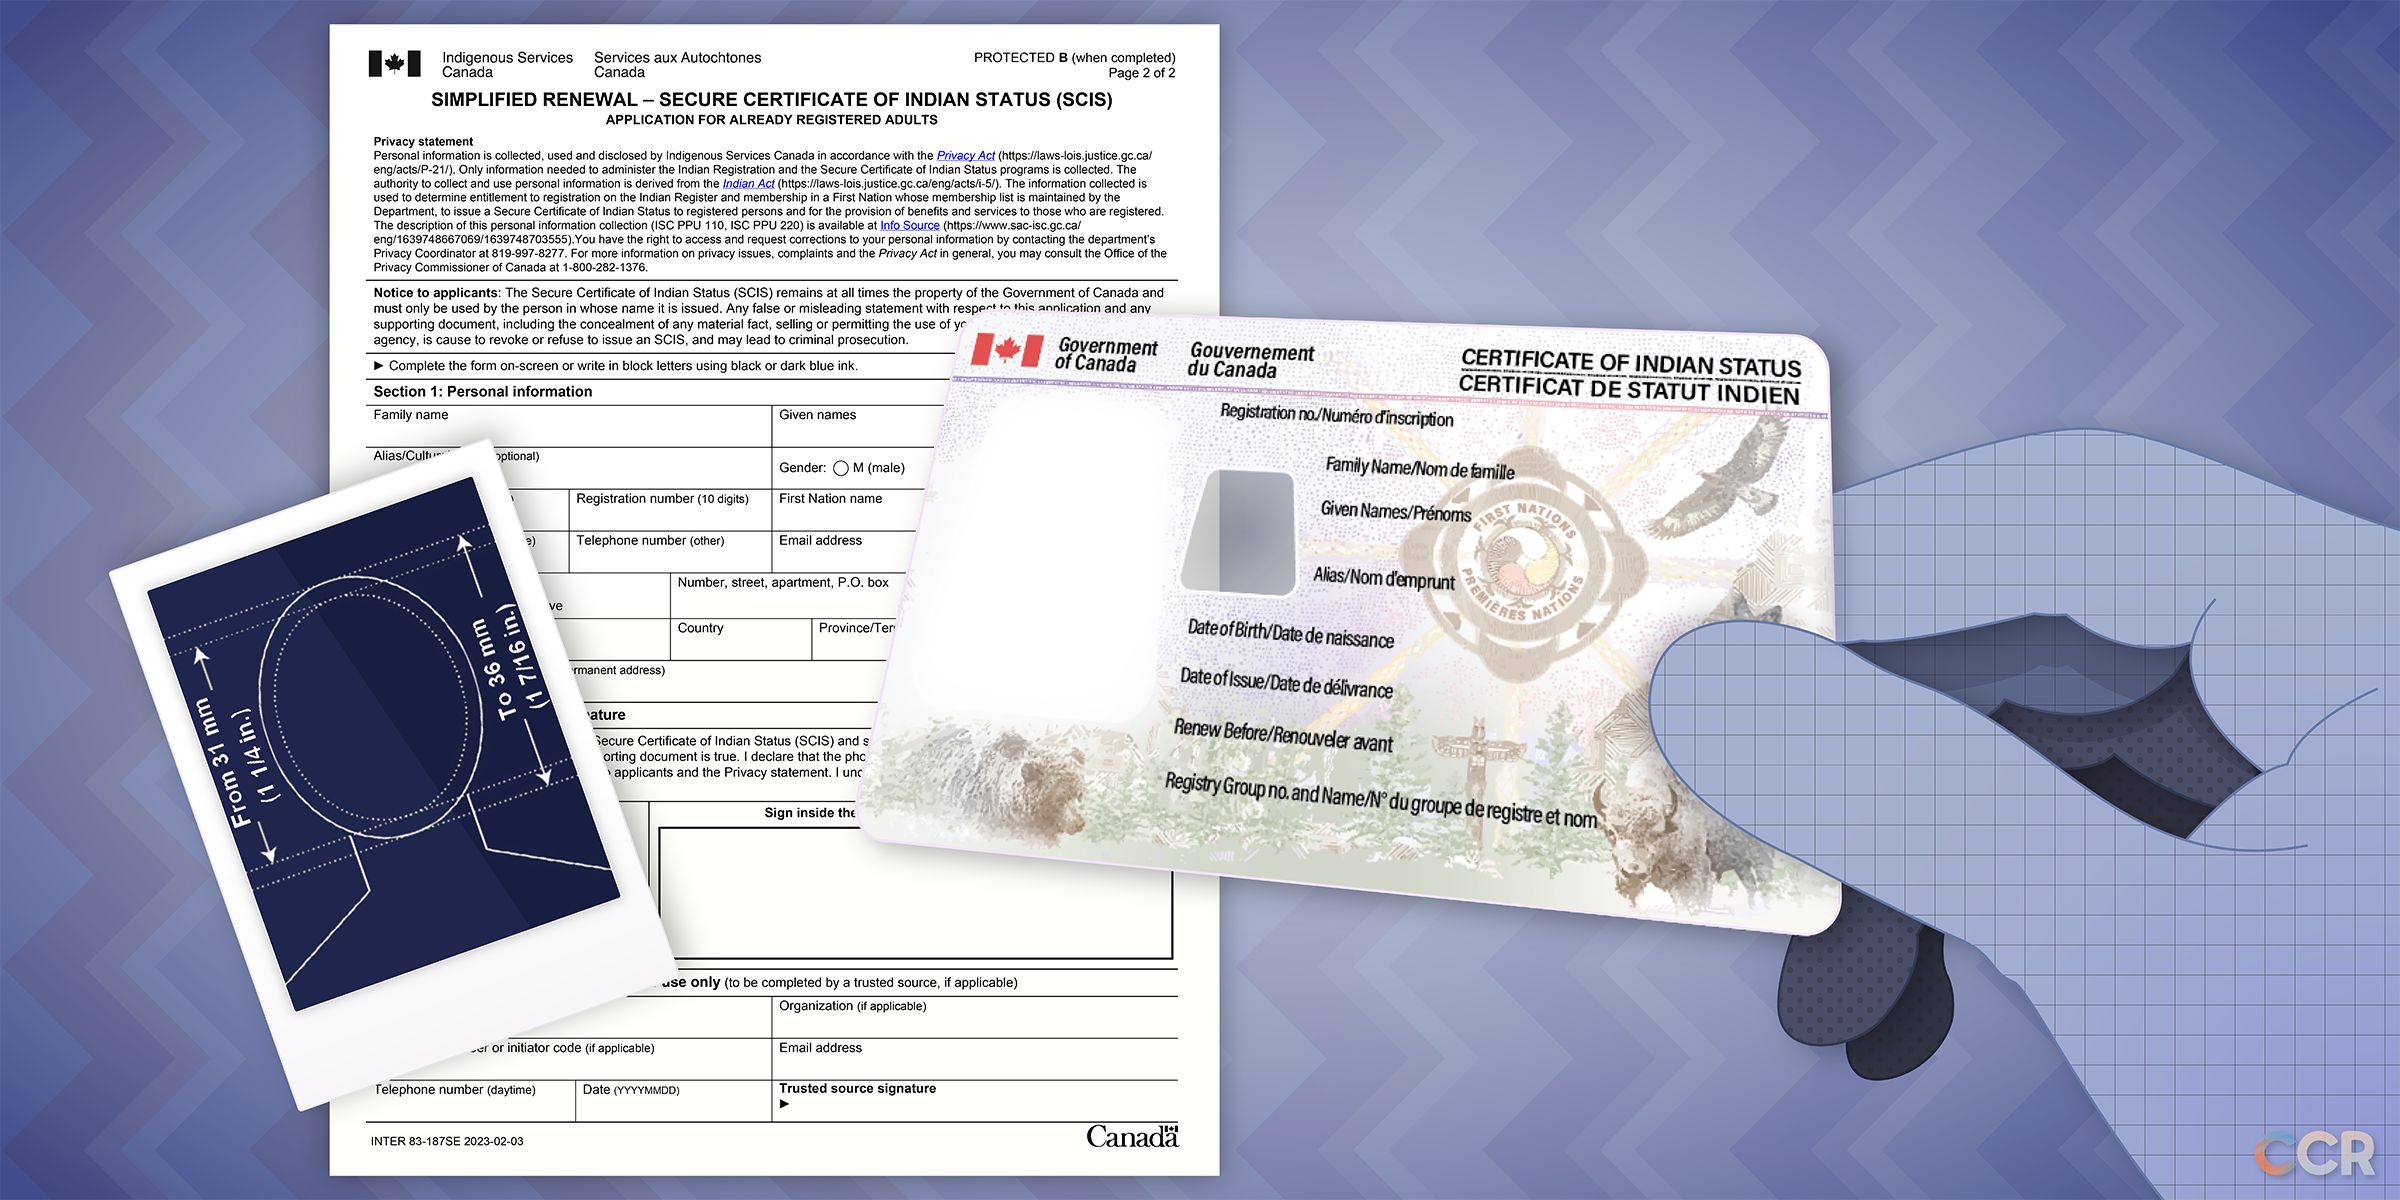 Indigenous Services Canada
Services aux Autochtones Canada
PROTECTED B (when completed)
Page 2 of 2
SIMPLIFIED RENEWAL – SECURE CERTIFICATE OF INDIAN STATUS (SCIS)
APPLICATION FOR ALREADY REGISTERED ADULTS
Privacy statement
Personal information is collected, used and disclosed by Indigenous Services Canada in accordance with the Privacy Act (https://laws-lois.justice.gc.ca/
eng/acts/P-21/). Only information needed to administer the Indian Registration and the Secure Certificate of Indian Status programs is collected. The
authority to collect and use personal information is derived from the Indian Act (https://laws-lois.justice.gc.ca/eng/acts/i-5/). The information collected is
used to determine entitlement to registration on the Indian Register and membership in a First Nation whose membership list is maintained by the
Department, to issue a Secure Certificate of Indian Status to registered persons and for the provision of benefits and services to those who are registered.
The description of this personal information collection (ISC PPU 110, ISC PPU 220) is available at Info Source (https://www.sac-isc.gc.ca/
eng/1639748667069/1639748703555).You have the right to access and request corrections to your personal information by contacting the department's
Privacy Coordinator at 819-997-8277. For more information on privacy issues, complaints and the Privacy Act in general, you may consult the Office of the
Privacy Commissioner of Canada at 1-800-282-1376.
Notice to applicants: The Secure Certificate of Indian Status (SCIS) remains at all times the property of the Government of Canada and
must only be used by the person in whose name it is issued. Any false or misleading statement with respect to this application and any
supporting document, including the concealment of any material fact, selling or permitting the use of yo
agency, is cause to revoke or refuse to issue an SCIS, and may lead to criminal prosecution.
► Complete the form on-screen or write in block letters using black or dark blue ink.
Section 1: Personal information
Family name
Given names
Alias/Cultu
optional)
Gender: M (male)
Registration number (10 digits)
First Nation name
Telephone number (other)
Email address
Number, street, apartment, P.O. box
ve
Country
Province/Ter
rmanent address)
ature
Secure Certificate of Indian Status (SCIS) and s
orting document is true. I declare that the pho
applicants and the Privacy statement. I und
Sign inside the
use only (to be completed by a trusted source, if applicable)
Organization (if applicable)
er or initiator code (if applicable)
Email address
Telephone number (daytime)
Date (YYYYMMDD)
Trusted source signature
►
INTER 83-187SE 2023-02-03
Canada
From 31 mm
(1 1/4 in.)
To 36 mm
(1 7/16 in.)
Government of Canada
Gouvernement du Canada
CERTIFICATE OF INDIAN STATUS
CERTIFICAT DE STATUT INDIEN
Registration no./Numéro d'inscription
Family Name/Nom de famille
Given Names/Prénoms
Alias/Nom d'emprunt
Date of Birth/Date de naissance
Date of Issue/Date de délivrance
Renew Before/Renouveler avant
Registry Group no. and Name/N° du groupe de registre et nom
FIRST NATIONS
PREMIÈRES NATIONS
CCR